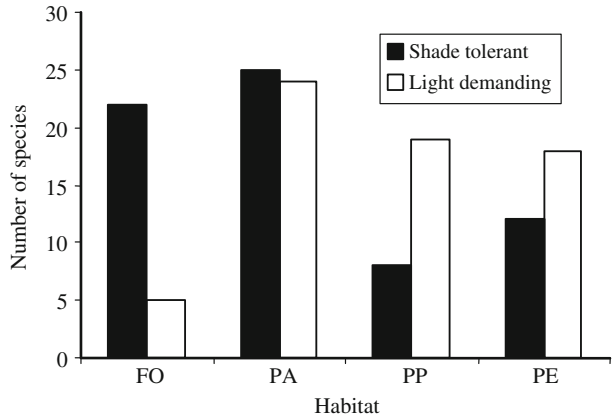 30
25
20
15
10
5
0
Number of species
Shade tolerant
Light demanding
FO PA PP PE
Habitat